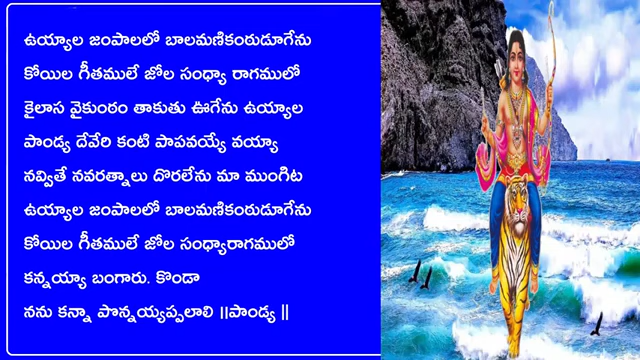 ఉయ్యాల జంపాలలో బాలమణికంఠుడూగేను
కోయిల గీతములే జోల సంధ్యా రాగములో
కైలాస వైకుంఠం తాకుతు ఊగేను ఉయ్యాల
పాండ్య దేవేరి కంటి పాపవయ్యే వయ్యా
నవ్వితే నవరత్నాలు దొరలేను మా ముంగిట
ఉయ్యాల జంపాలలో బాలమణికంఠుడూగేను
కోయిల గీతములే జోల సంధ్యారాగములో
కన్నయ్యా బంగారు. కొండా
నను కన్నా పొన్నయ్యప్పలాలి ||పాండ్య ||